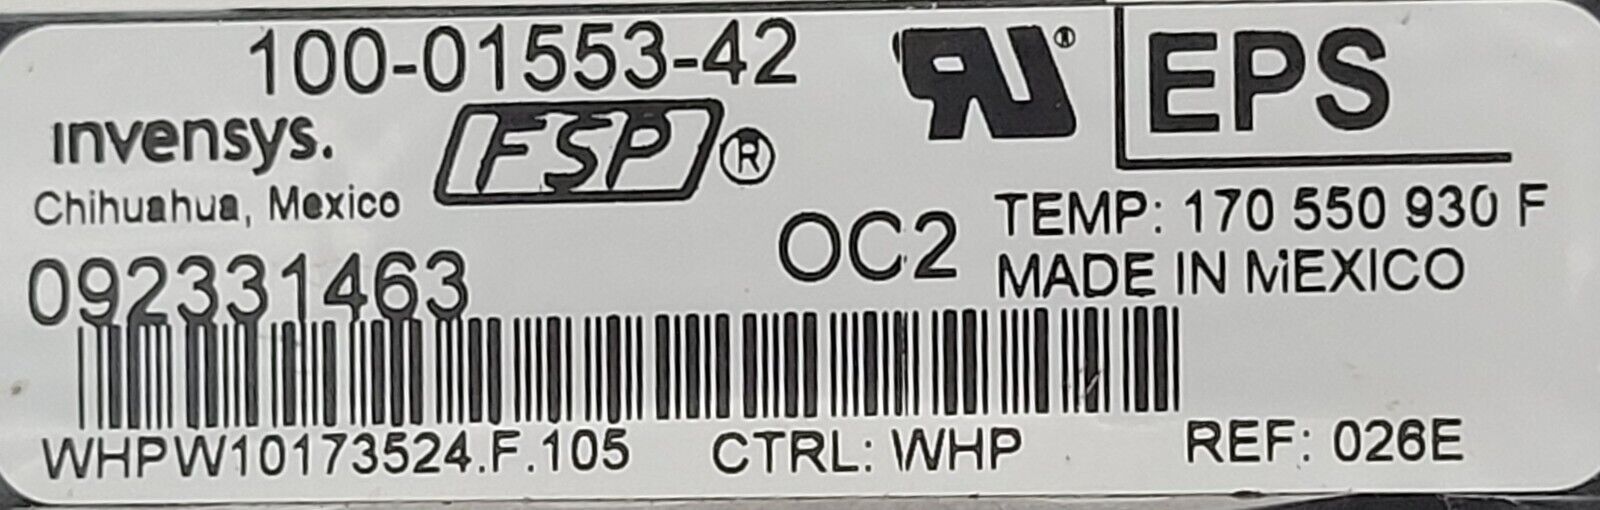 100-01553-42
RU® EPS
invensys. FSP®
Chihuahua, Mexico
OC2 TEMP: 170 550 930 F
092331463
MADE IN MEXICO
WHPW10173524.F.105 CTRL: WHP REF: 026E